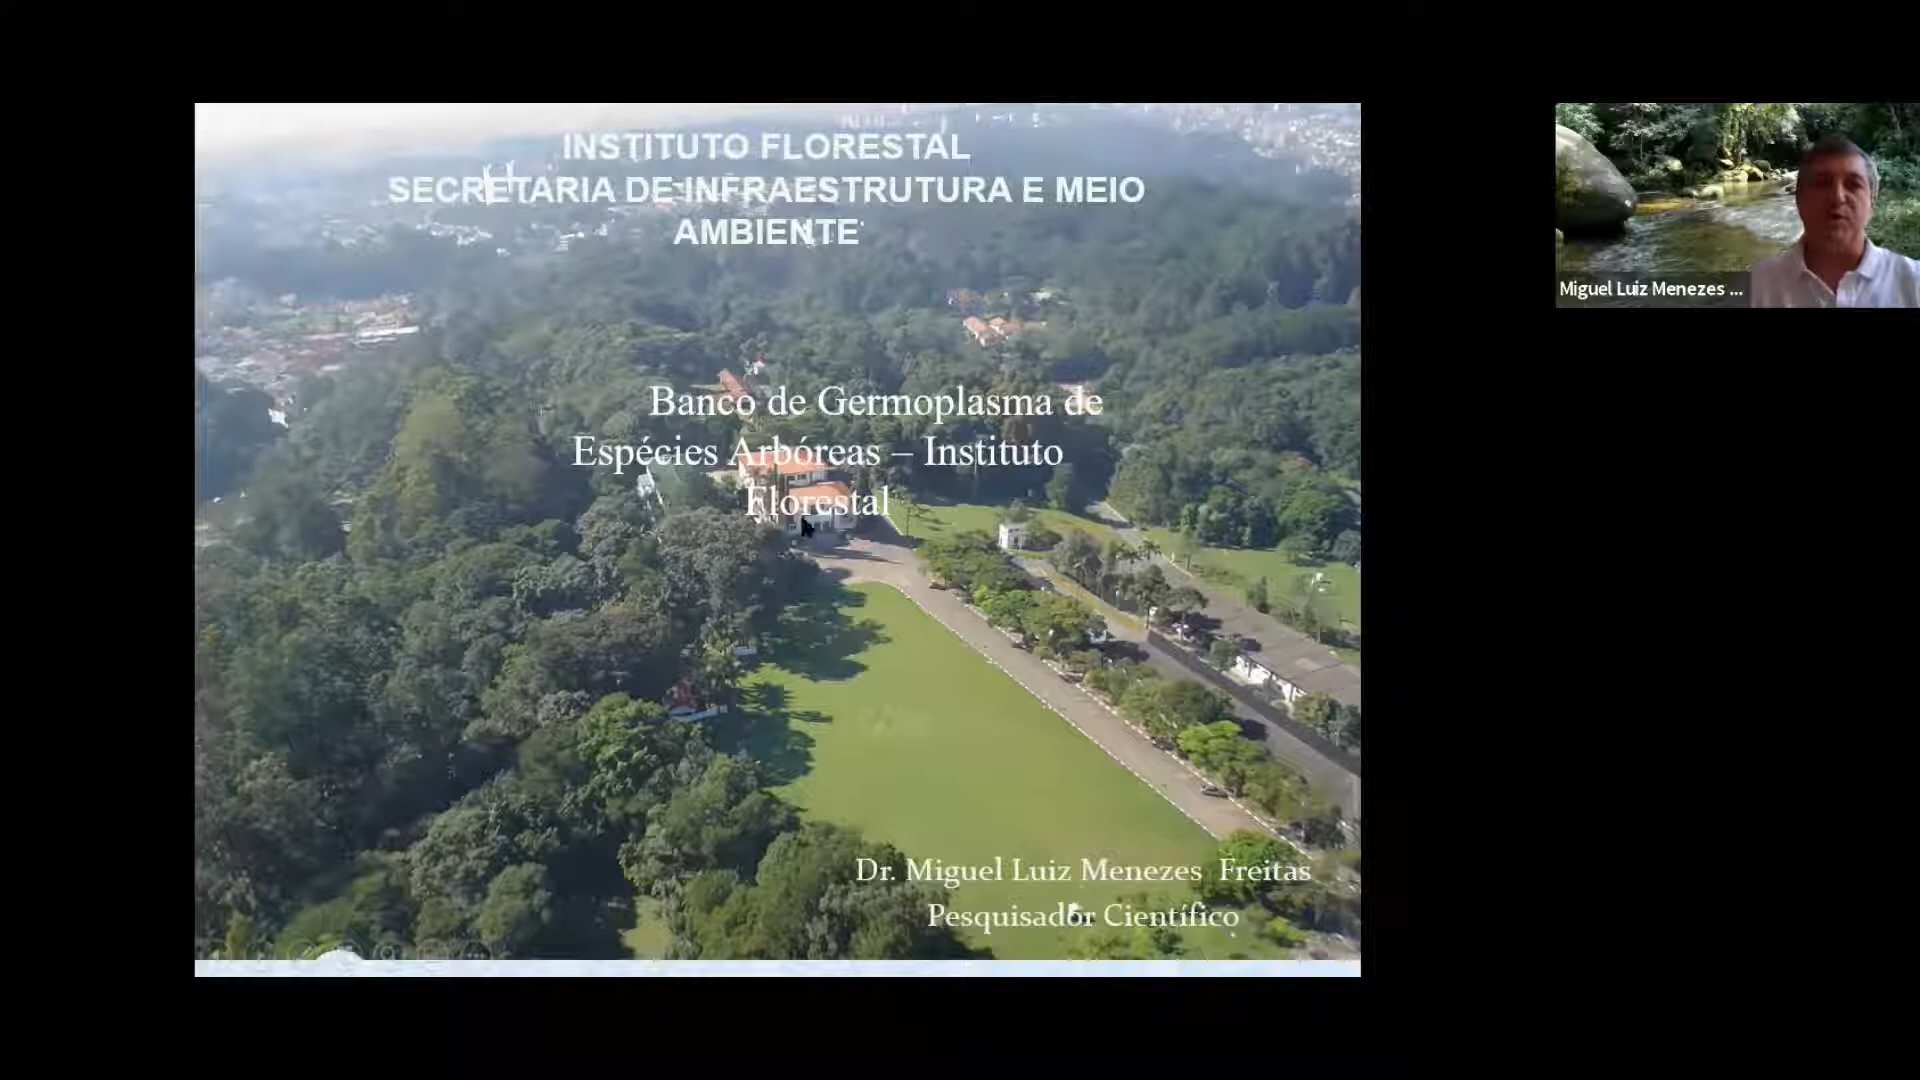 INSTITUTO FLORESTAL
SECRETARIA DE INFRAESTRUTURA E MEIO
AMBIENTE
Banco de Germoplasma de
Espécies Arbóreas – Instituto
Florestal
Dr. Miguel Luiz Menezes Freitas
Pesquisador Científico
Miguel Luiz Menezes ...